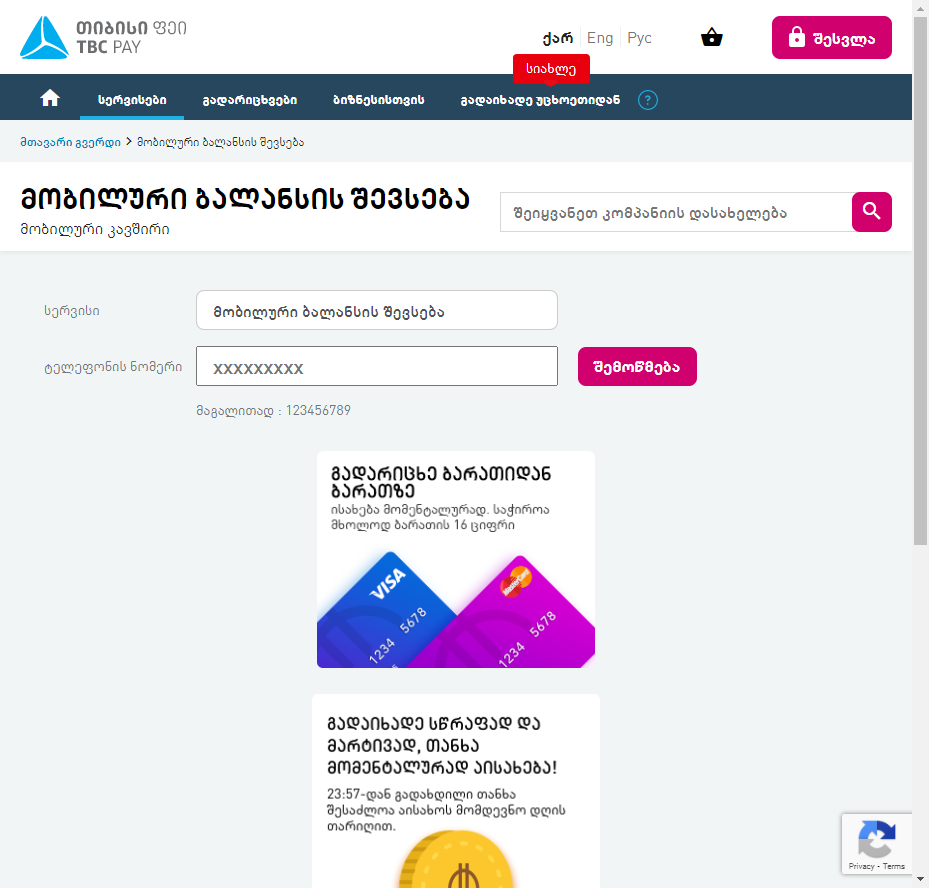 თიბისი ფეი
TBC PAY
ქარ Eng Рус
შესვლა
სიახლე
სერვისები გადარიცხვები ბიზნესისთვის გადაიხადე უცხოეთიდან ?
მთავარი გვერდი > მობილური ბალანსის შევსება
მობილური ბალანსის შევსება
მობილური კავშირი
შეიყვანეთ კომპანიის დასახელება
სერვისი
მობილური ბალანსის შევსება
ტელეფონის ნომერი
XXXXXXXXX
შემოწმება
მაგალითად : 123456789
გადარიცხე ბარათიდან
ბარათზე
ისახება მომენტალურად. საჭიროა
მხოლოდ ბარათის 16 ციფრი
VISA
1234 5678
MasterCard
1234 5678
გადაიხადე სწრაფად და
მარტივად, თანხა
მომენტალურად აისახება!
23:57-დან გადახდილი თანხა
შესაძლოა აისახოს მომდევნო დღის
თარიღით.
Privacy - Terms